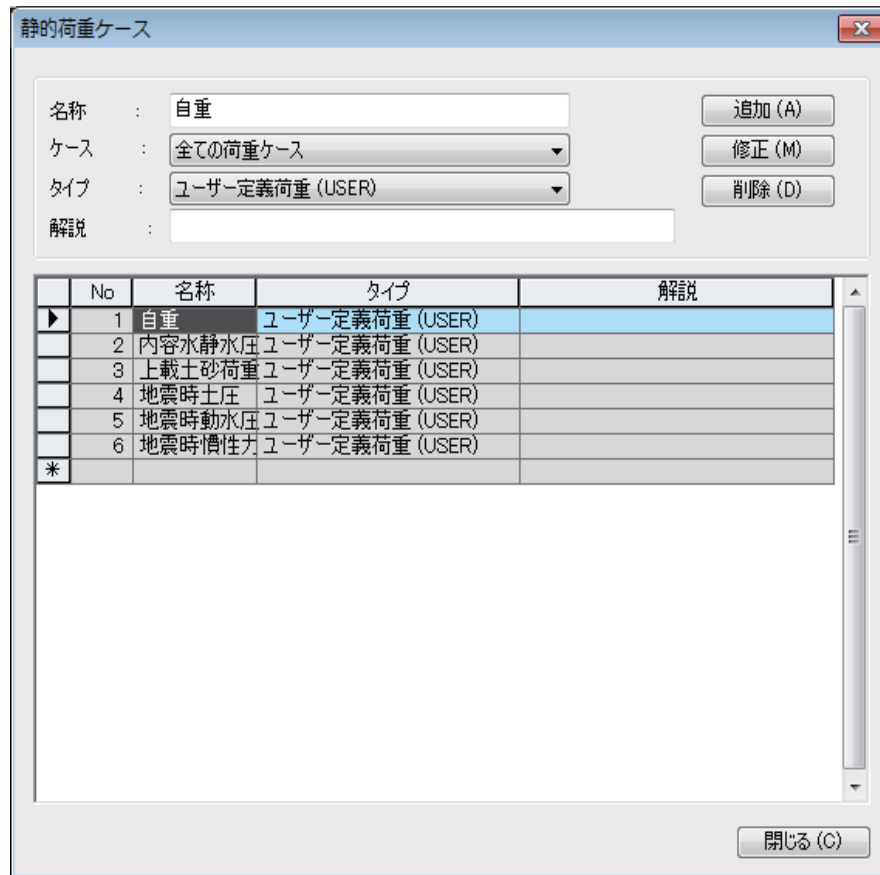 静的荷重ケース
名称 : 自重 追加 (A)
ケース : 全ての荷重ケース 修正 (M)
タイプ : ユーザー定義荷重 (USER) 削除 (D)
解説 :
No 名称 タイプ 解説
1 自重 ユーザー定義荷重 (USER)
2 内容水静水圧 ユーザー定義荷重 (USER)
3 上載土砂荷重 ユーザー定義荷重 (USER)
4 地震時土圧 ユーザー定義荷重 (USER)
5 地震時動水圧 ユーザー定義荷重 (USER)
6 地震時慣性力 ユーザー定義荷重 (USER)
閉じる (C)